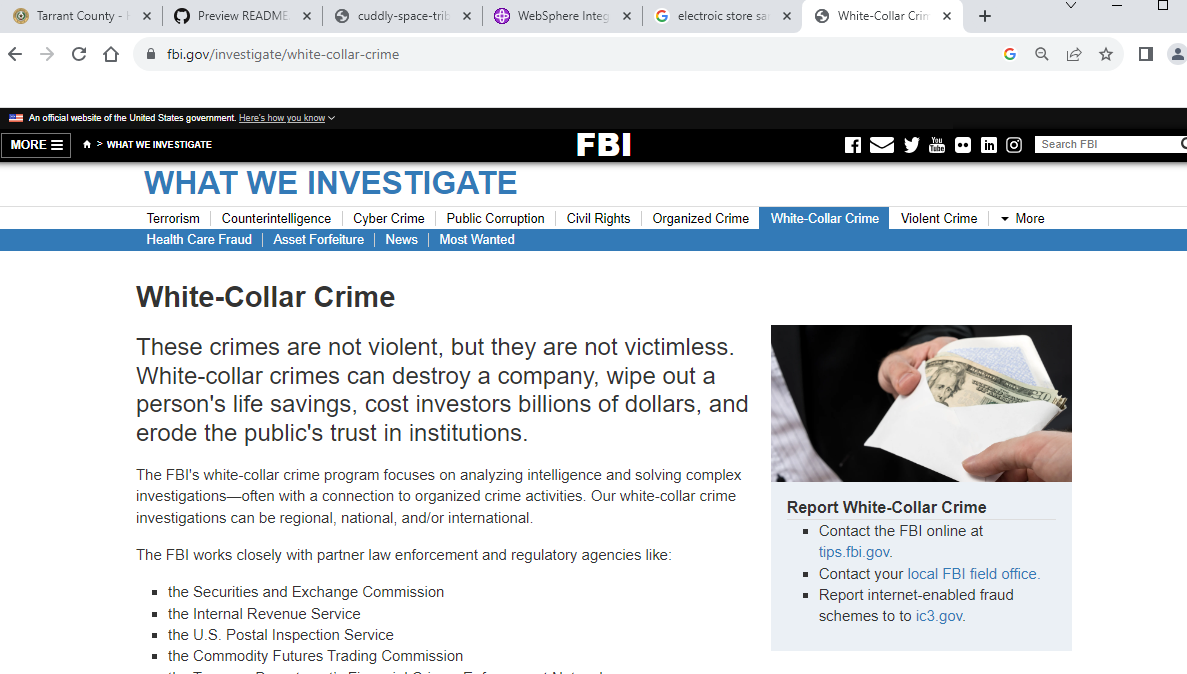 Tarrant County - H
Preview README.
cuddly-space-trib
WebSphere Integ
electroic store sa
White-Collar Crim
fbi.gov/investigate/white-collar-crime
An official website of the United States government. Here's how you know
MORE
> WHAT WE INVESTIGATE
FBI
You Tube
in
Search FBI
WHAT WE INVESTIGATE
Terrorism Counterintelligence Cyber Crime Public Corruption Civil Rights Organized Crime White-Collar Crime Violent Crime More
Health Care Fraud Asset Forfeiture News Most Wanted
White-Collar Crime
These crimes are not violent, but they are not victimless.
White-collar crimes can destroy a company, wipe out a
person's life savings, cost investors billions of dollars, and
erode the public's trust in institutions.
The FBI's white-collar crime program focuses on analyzing intelligence and solving complex
investigations—often with a connection to organized crime activities. Our white-collar crime
investigations can be regional, national, and/or international.
The FBI works closely with partner law enforcement and regulatory agencies like:
▪ the Securities and Exchange Commission
▪ the Internal Revenue Service
▪ the U.S. Postal Inspection Service
▪ the Commodity Futures Trading Commission
Report White-Collar Crime
▪ Contact the FBI online at
tips.fbi.gov.
▪ Contact your local FBI field office.
▪ Report internet-enabled fraud
schemes to to ic3.gov.